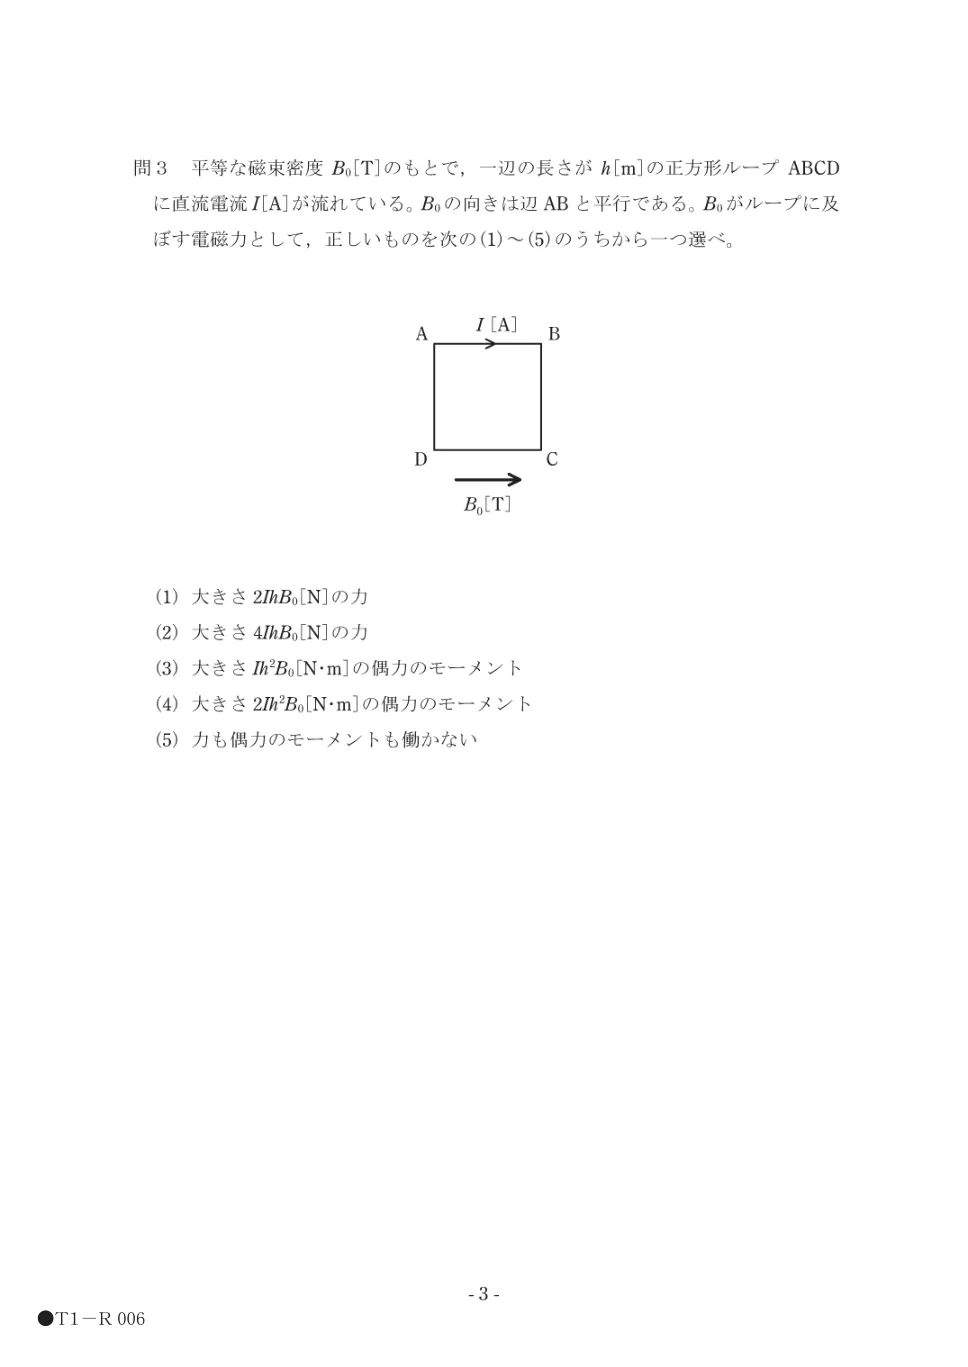 問３　平等な磁束密度 B₀[T]のもとで，一辺の長さが h[m]の正方形ループ ABCD
に直流電流 I[A]が流れている。B₀の向きは辺 AB と平行である。B₀がループに及
ぼす電磁力として，正しいものを次の(1)～(5)のうちから一つ選べ。
I [A]
A
B
D
C
B₀[T]
(1) 大きさ 2IhB₀[N]の力
(2) 大きさ 4IhB₀[N]の力
(3) 大きさ Ih²B₀[N･m]の偶力のモーメント
(4) 大きさ 2Ih²B₀[N･m]の偶力のモーメント
(5) 力も偶力のモーメントも働かない
- 3 -
●T1－R 006